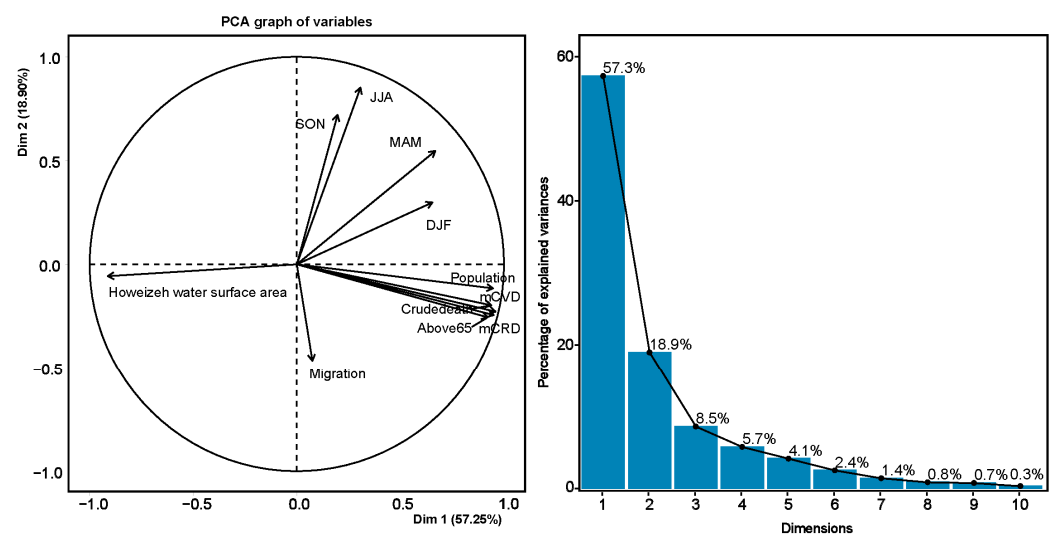 PCA graph of variables
Dim 2 (18.90%)
1.0
0.5
0.0
−0.5
−1.0
JJA
SON
MAM
DJF
Population
mCVD
Crudedeath
Above65 mCRD
Howeizeh water surface area
Migration
−1.0 −0.5 0.0 0.5 1.0
Dim 1 (57.25%)
Percentage of explained variances
60
40
20
0
57.3%
18.9%
8.5%
5.7%
4.1%
2.4%
1.4%
0.8%
0.7%
0.3%
1 2 3 4 5 6 7 8 9 10
Dimensions